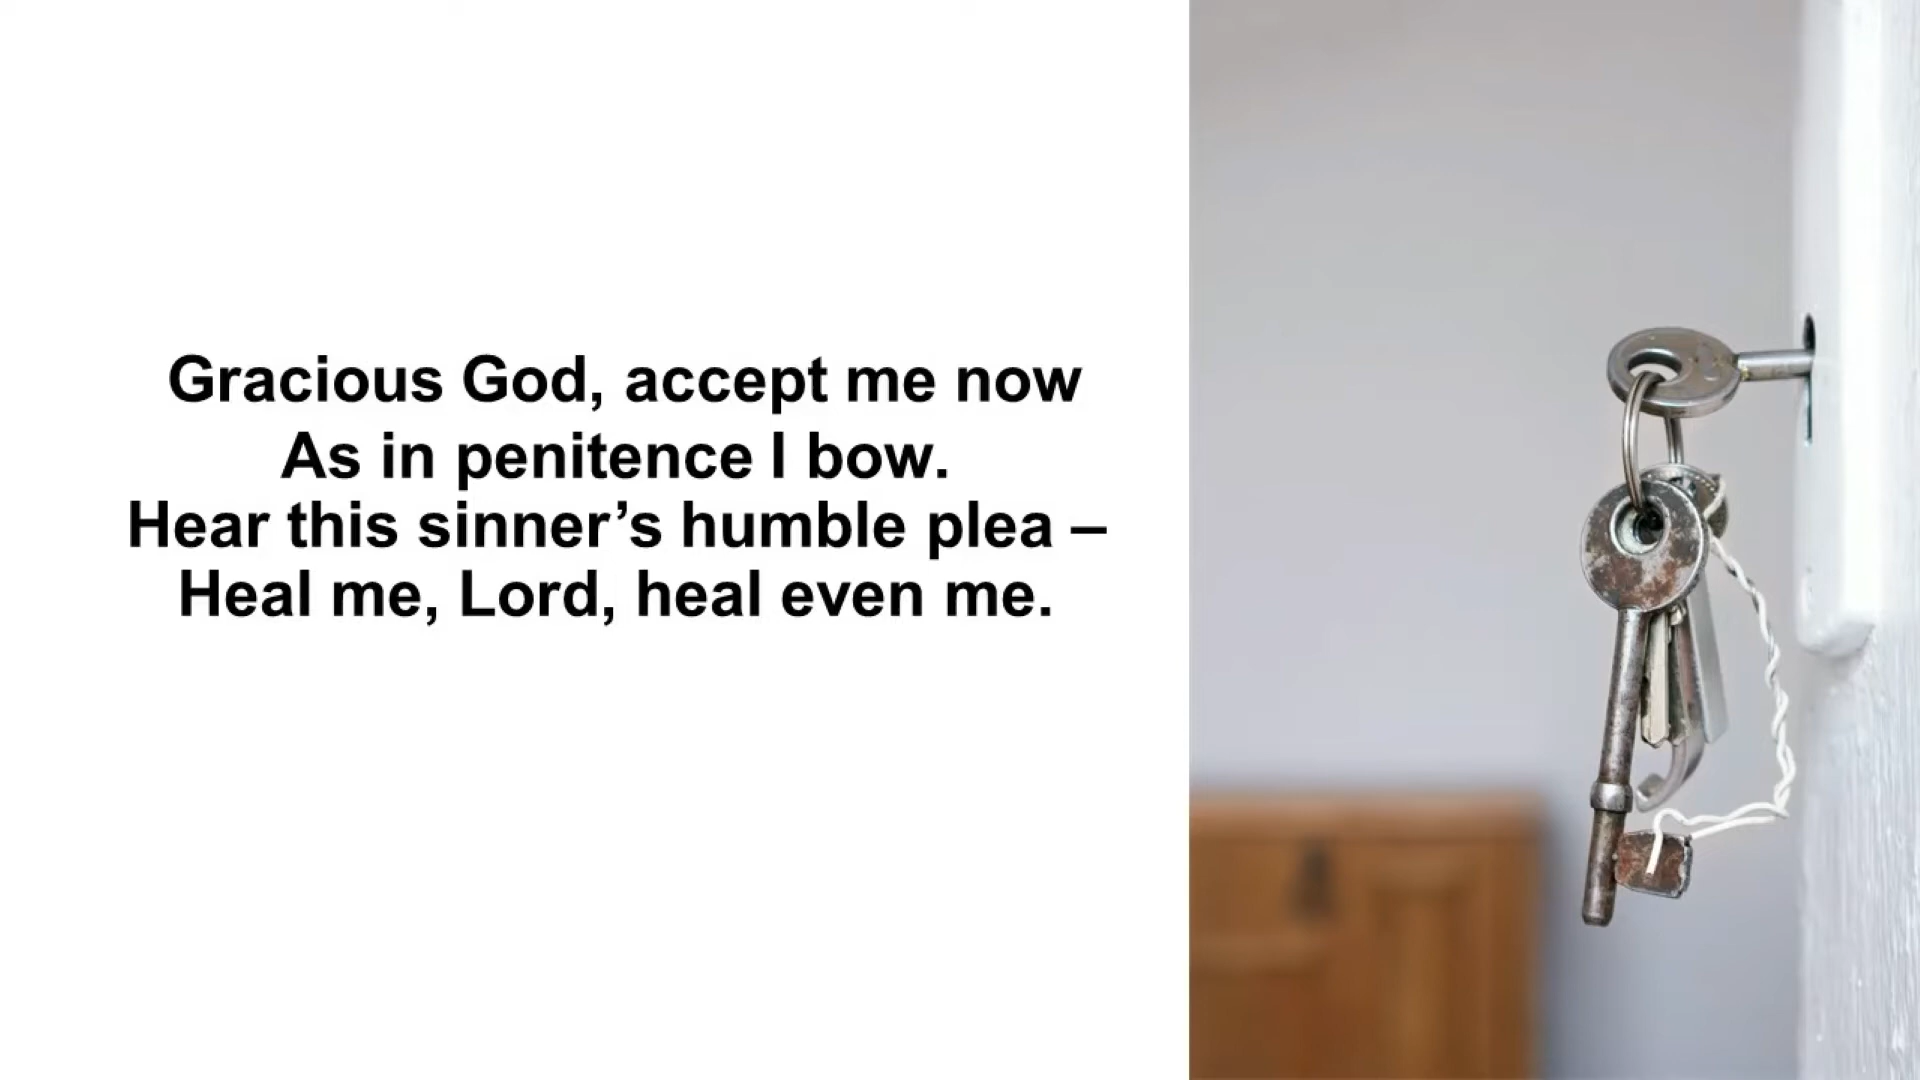 Gracious God, accept me now
As in penitence I bow.
Hear this sinner’s humble plea –
Heal me, Lord, heal even me.